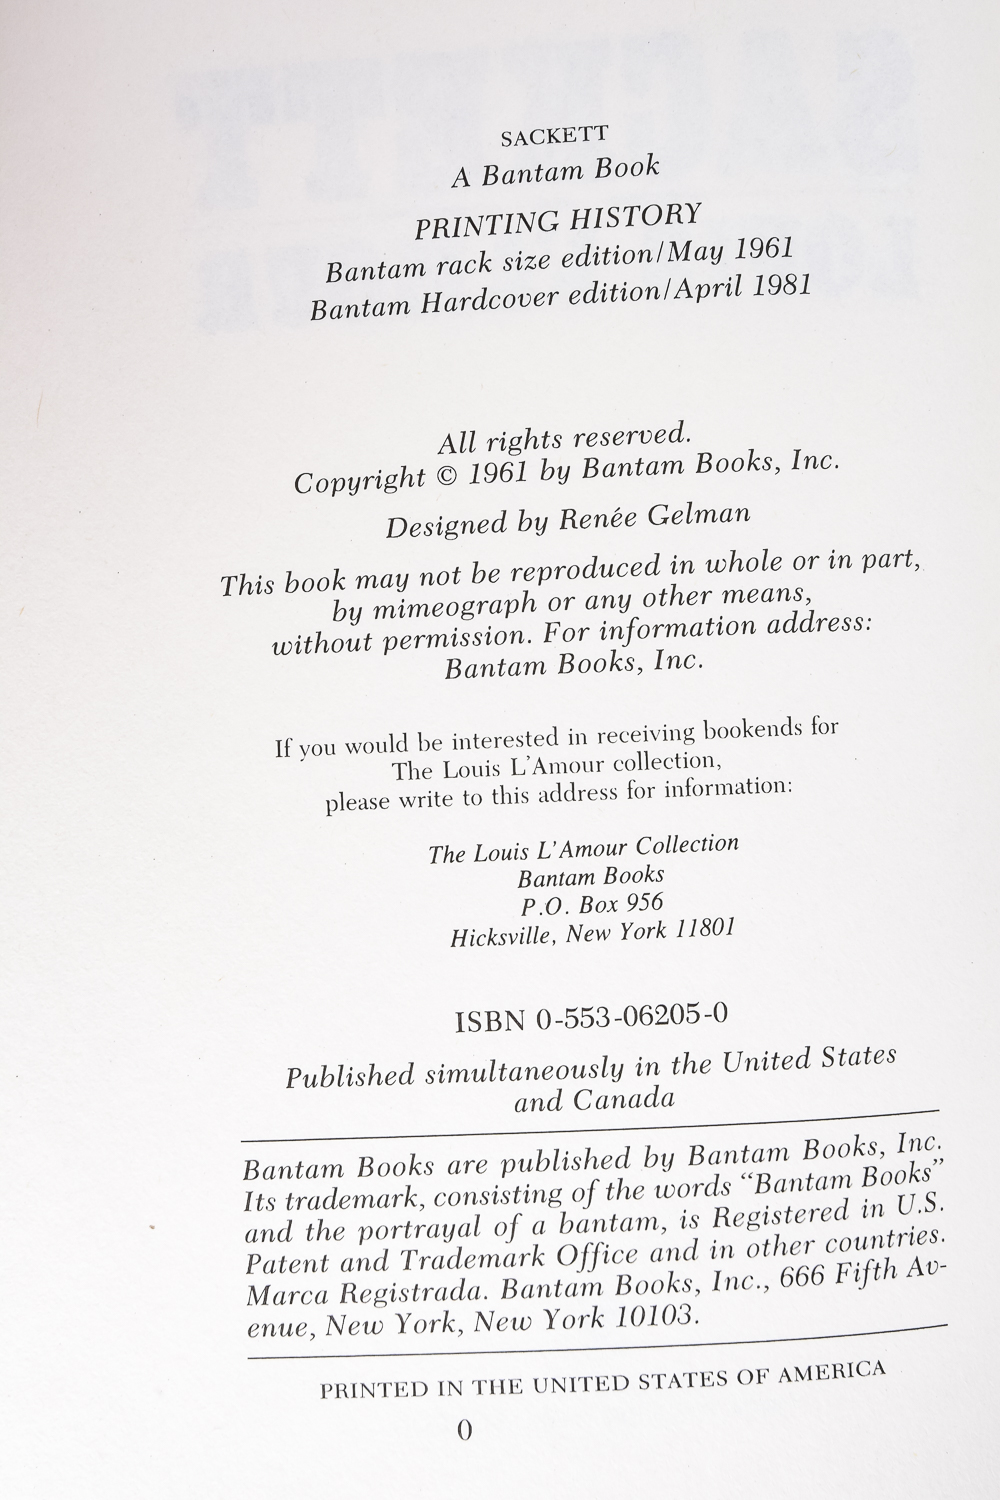 SACKETT
A Bantam Book
PRINTING HISTORY
Bantam rack size edition/May 1961
Bantam Hardcover edition/April 1981
All rights reserved.
Copyright © 1961 by Bantam Books, Inc.
Designed by Renée Gelman
This book may not be reproduced in whole or in part,
by mimeograph or any other means,
without permission. For information address:
Bantam Books, Inc.
If you would be interested in receiving bookends for
The Louis L'Amour collection,
please write to this address for information:
The Louis L'Amour Collection
Bantam Books
P.O. Box 956
Hicksville, New York 11801
ISBN 0-553-06205-0
Published simultaneously in the United States
and Canada
Bantam Books are published by Bantam Books, Inc.
Its trademark, consisting of the words “Bantam Books”
and the portrayal of a bantam, is Registered in U.S.
Patent and Trademark Office and in other countries.
Marca Registrada. Bantam Books, Inc., 666 Fifth Av-
enue, New York, New York 10103.
PRINTED IN THE UNITED STATES OF AMERICA
0